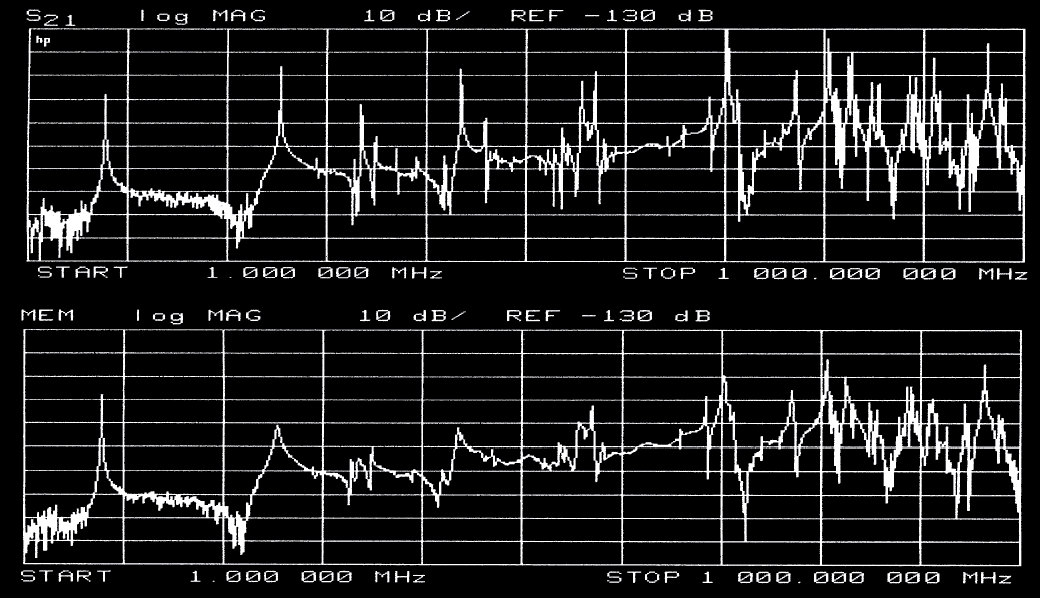 S21 log MAG 10 dB/ REF -130 dB
hp
START 1.000 000 MHz STOP 1 000.000 000 MHz
MEM log MAG 10 dB/ REF -130 dB
START 1.000 000 MHz STOP 1 000.000 000 MHz